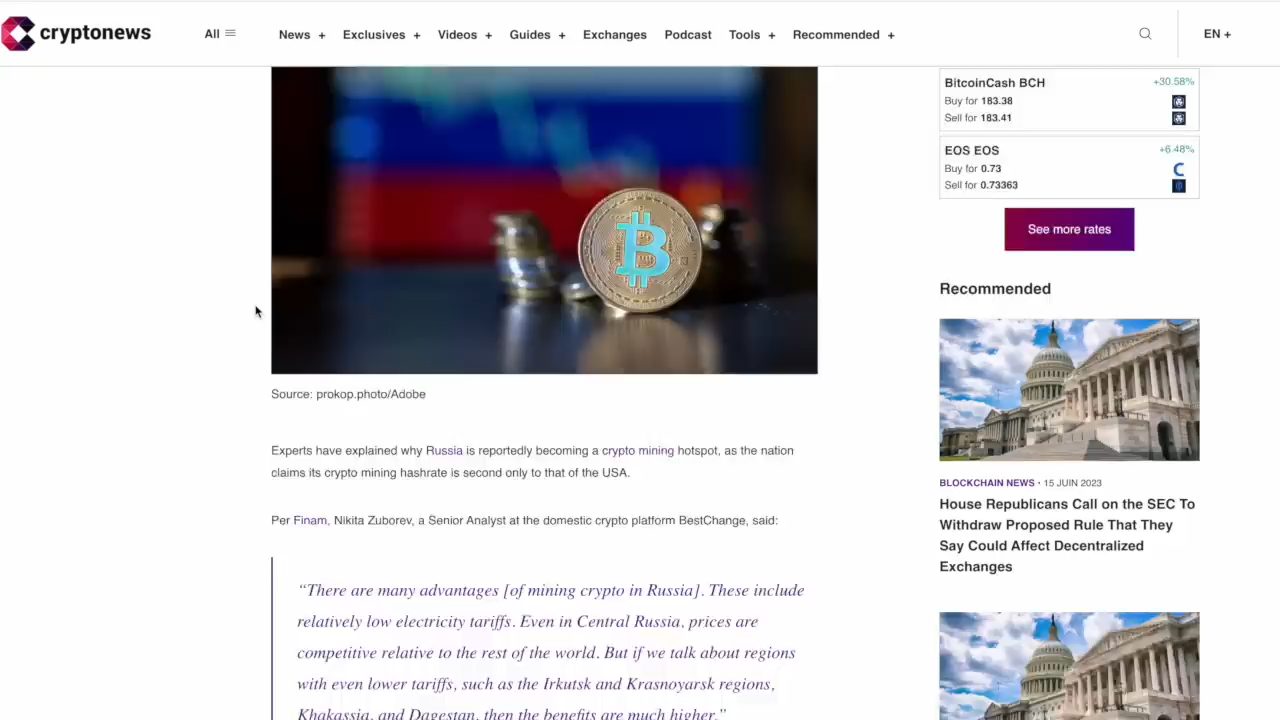 cryptonews
All
News +
Exclusives +
Videos +
Guides +
Exchanges
Podcast
Tools +
Recommended +
EN +
Source: prokop.photo/Adobe
Experts have explained why Russia is reportedly becoming a crypto mining hotspot, as the nation
claims its crypto mining hashrate is second only to that of the USA.
Per Finam, Nikita Zuborev, a Senior Analyst at the domestic crypto platform BestChange, said:
“There are many advantages [of mining crypto in Russia]. These include
relatively low electricity tariffs. Even in Central Russia, prices are
competitive relative to the rest of the world. But if we talk about regions
with even lower tariffs, such as the Irkutsk and Krasnoyarsk regions,
Khakassia, and Dagestan, then the benefits are much higher.”
BitcoinCash BCH
+30.58%
Buy for 183.38
Sell for 183.41
EOS EOS
+6.48%
Buy for 0.73
Sell for 0.73363
See more rates
Recommended
BLOCKCHAIN NEWS • 15 JUIN 2023
House Republicans Call on the SEC To
Withdraw Proposed Rule That They
Say Could Affect Decentralized
Exchanges